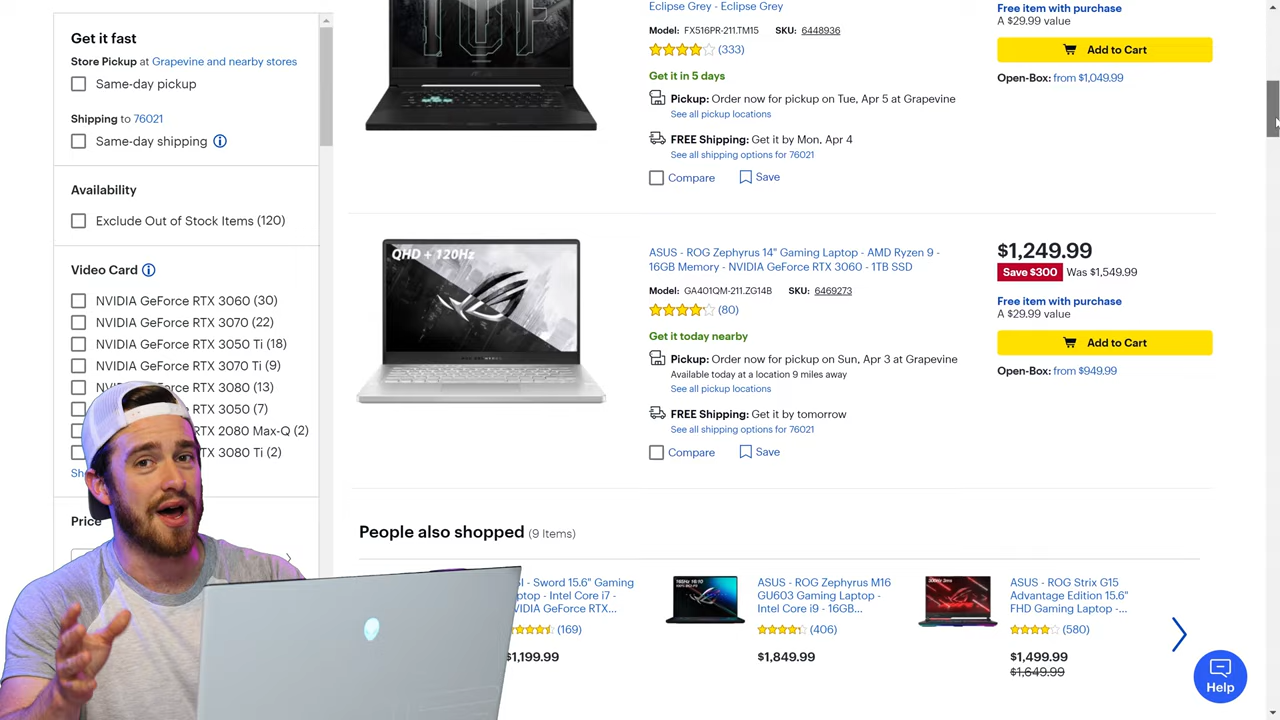 Get it fast
Store Pickup at Grapevine and nearby stores
Same-day pickup
Shipping to 76021
Same-day shipping
Availability
Exclude Out of Stock Items (120)
Video Card
NVIDIA GeForce RTX 3060 (30)
NVIDIA GeForce RTX 3070 (22)
NVIDIA GeForce RTX 3050 Ti (18)
NVIDIA GeForce RTX 3070 Ti (9)
rce RTX 3080 (13)
RTX 3050 (7)
RTX 2080 Max-Q (2)
TX 3080 Ti (2)
Price
Eclipse Grey - Eclipse Grey
Model: FX516PR-211.TM15 SKU: 6448936
(333)
Get it in 5 days
Pickup: Order now for pickup on Tue, Apr 5 at Grapevine
See all pickup locations
FREE Shipping: Get it by Mon, Apr 4
See all shipping options for 76021
Compare Save
Free item with purchase
A $29.99 value
Add to Cart
Open-Box: from $1,049.99
QHD + 120Hz
ASUS - ROG Zephyrus 14" Gaming Laptop - AMD Ryzen 9 -
16GB Memory - NVIDIA GeForce RTX 3060 - 1TB SSD
Model: GA401QM-211.ZG14B SKU: 6469273
(80)
Get it today nearby
Pickup: Order now for pickup on Sun, Apr 3 at Grapevine
Available today at a location 9 miles away
See all pickup locations
FREE Shipping: Get it by tomorrow
See all shipping options for 76021
Compare Save
$1,249.99
Save $300 Was $1,549.99
Free item with purchase
A $29.99 value
Add to Cart
Open-Box: from $949.99
People also shopped (9 Items)
SI - Sword 15.6" Gaming
ptop - Intel Core i7 -
VIDIA GeForce RTX...
(169)
$1,199.99
ASUS - ROG Zephyrus M16
GU603 Gaming Laptop -
Intel Core i9 - 16GB...
(406)
$1,849.99
ASUS - ROG Strix G15
Advantage Edition 15.6"
FHD Gaming Laptop -...
(580)
$1,499.99
$1,649.99
Help